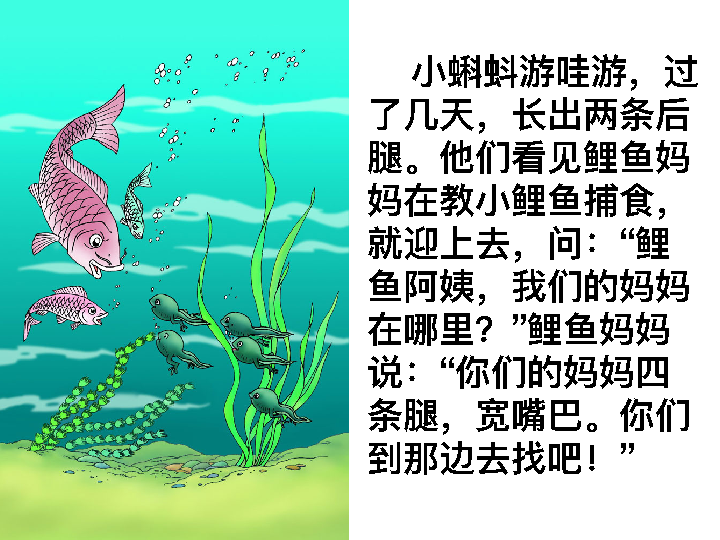 小蝌蚪游哇游，过
了几天，长出两条后
腿。他们看见鲤鱼妈
妈在教小鲤鱼捕食，
就迎上去，问：“鲤
鱼阿姨，我们的妈妈
在哪里？”鲤鱼妈妈
说：“你们的妈妈四
条腿，宽嘴巴。你们
到那边去找吧！”